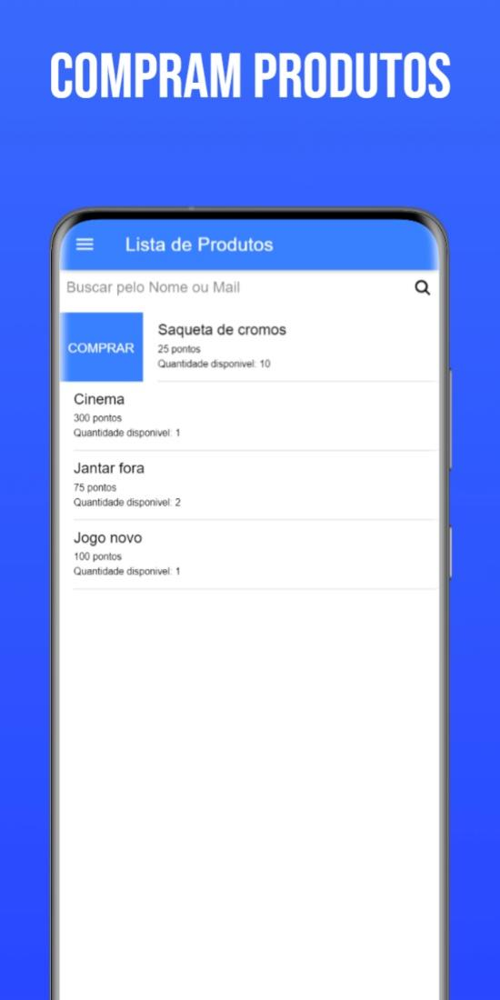 COMPRAM PRODUTOS
Lista de Produtos
Buscar pelo Nome ou Mail
COMPRAR
Saqueta de cromos
25 pontos
Quantidade disponivel: 10
Cinema
300 pontos
Quantidade disponivel: 1
Jantar fora
75 pontos
Quantidade disponivel: 2
Jogo novo
100 pontos
Quantidade disponivel: 1